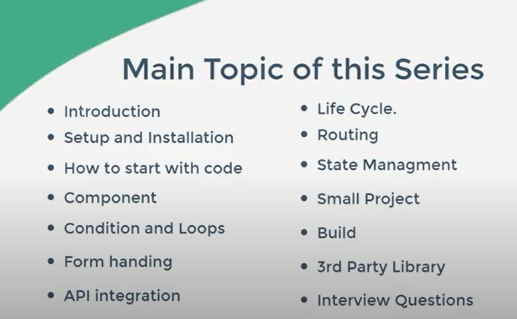 Main Topic of this Series
Introduction
Setup and Installation
How to start with code
Component
Condition and Loops
Form handing
API integration
Life Cycle.
Routing
State Managment
Small Project
Build
3rd Party Library
Interview Questions